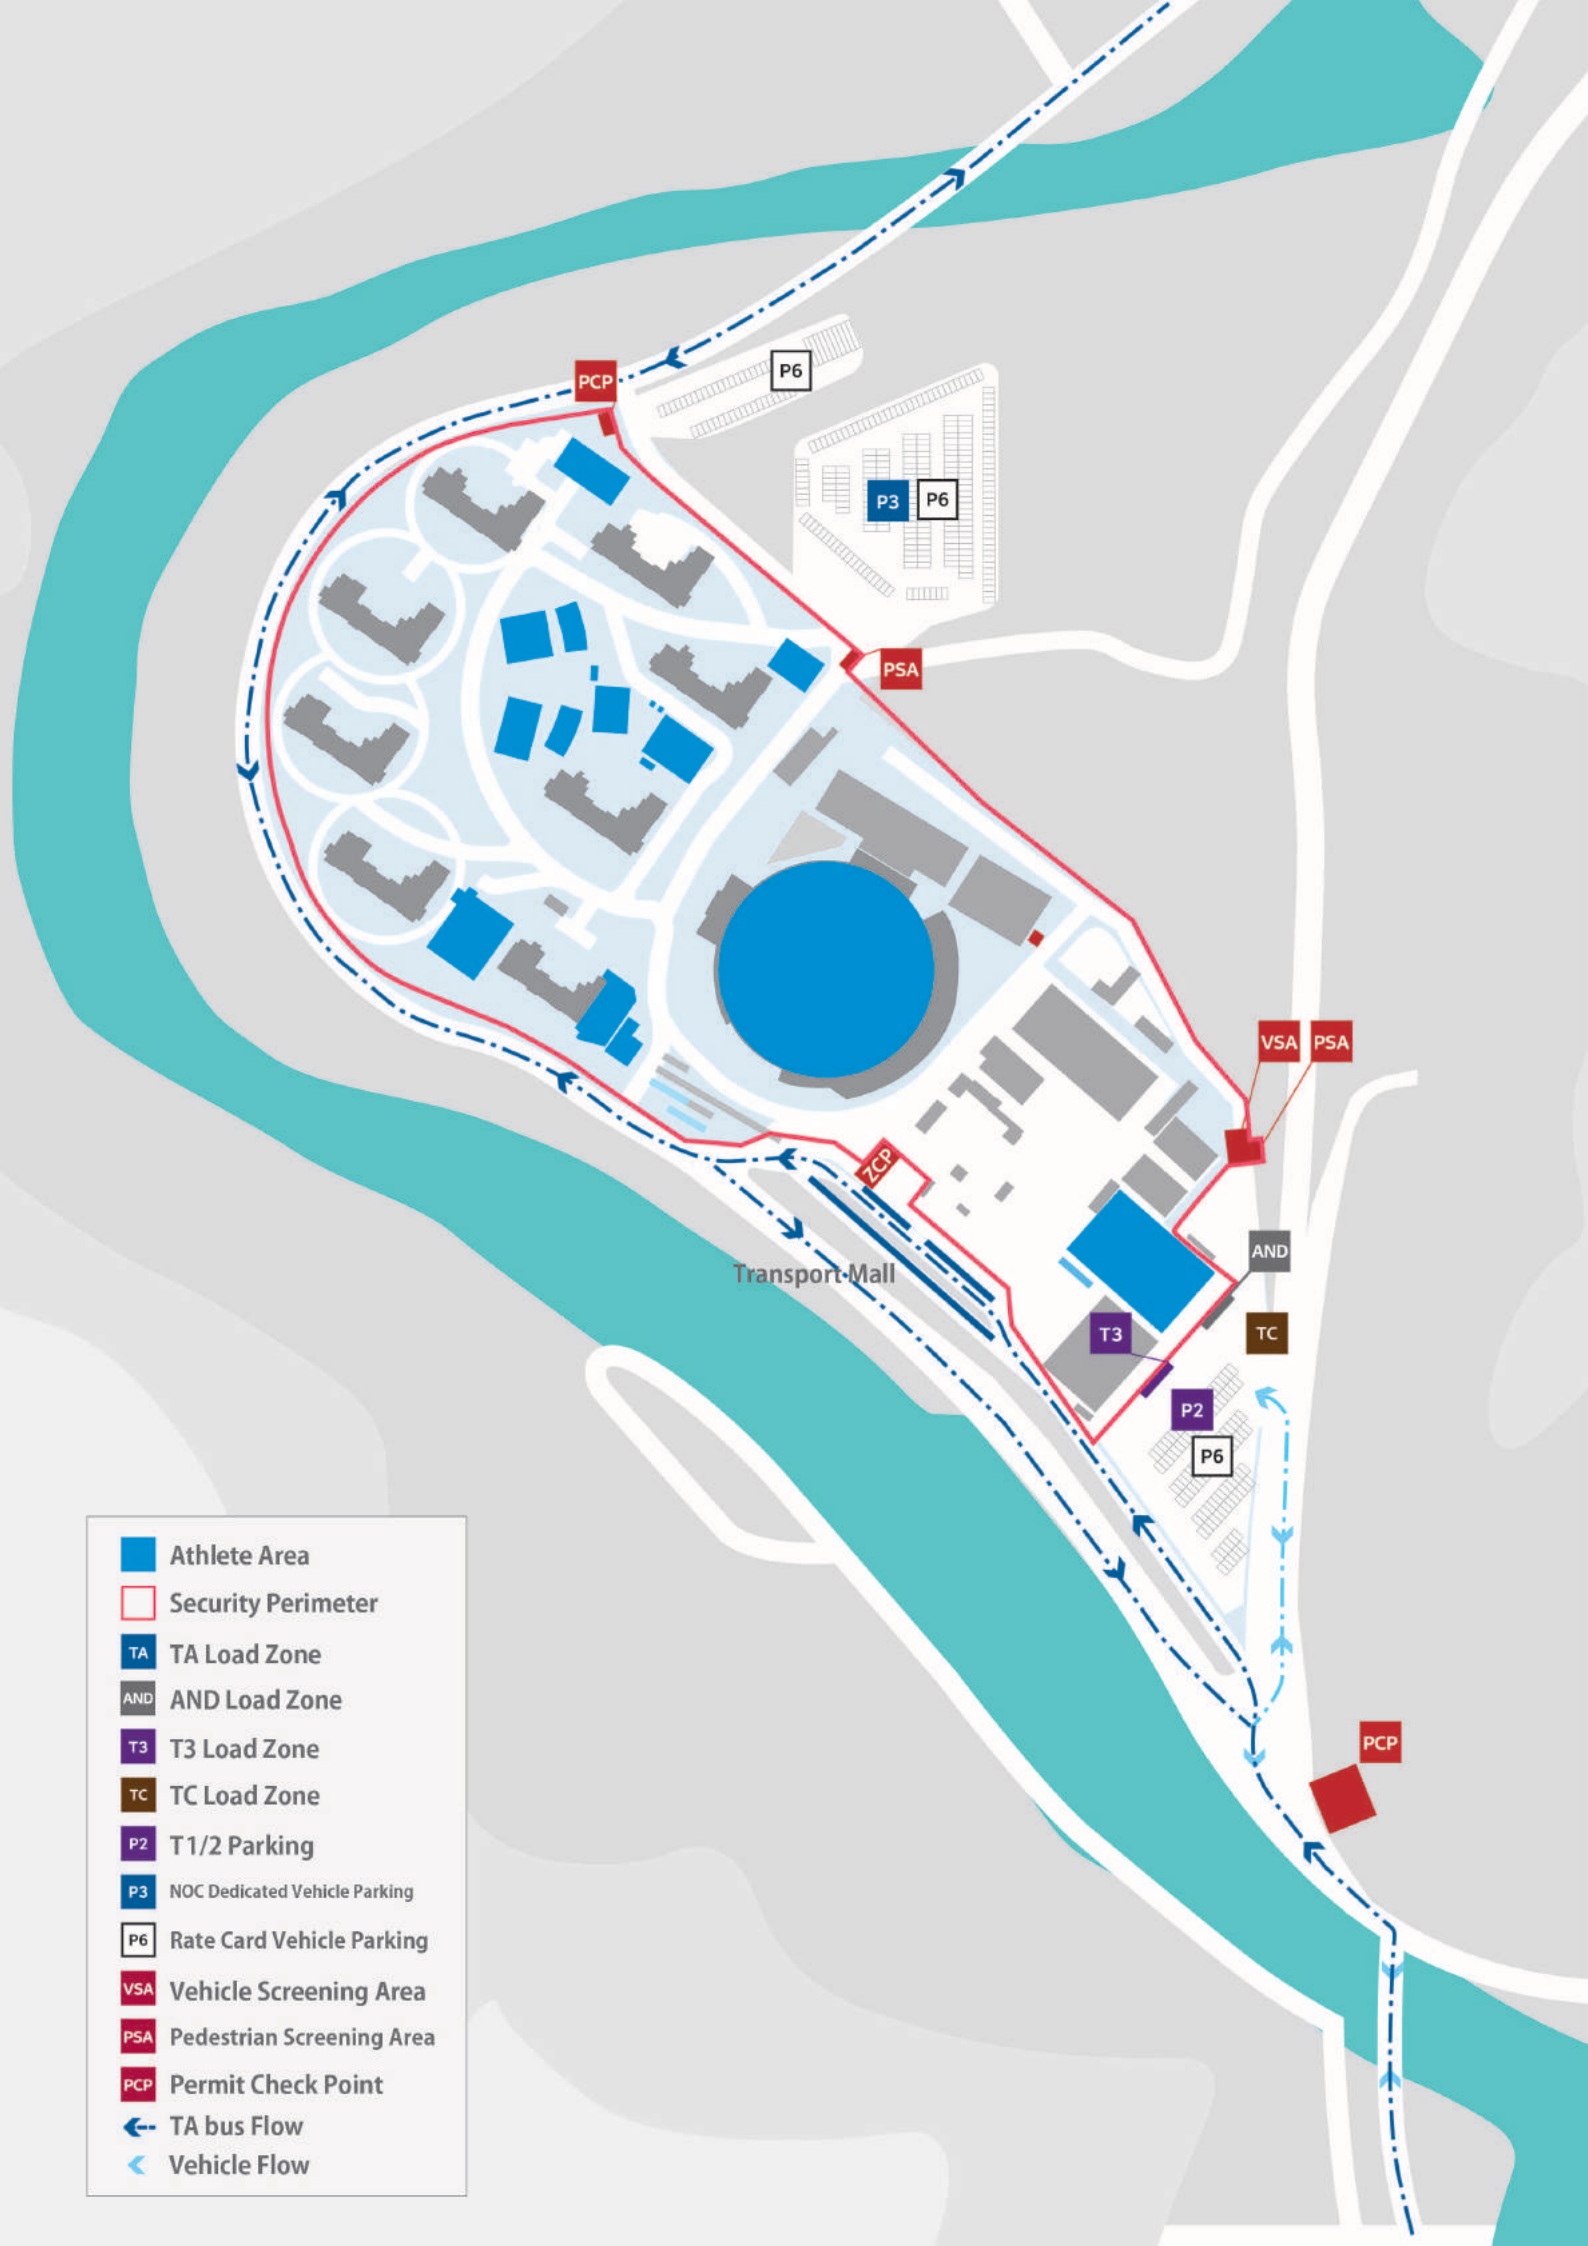 P6
PCP
P3 P6
PSA
VSA PSA
ZCP
AND
Transport Mall
T3
TC
P2
P6
Athlete Area
Security Perimeter
TA TA Load Zone
AND AND Load Zone
T3 T3 Load Zone
TC TC Load Zone
P2 T1/2 Parking
P3 NOC Dedicated Vehicle Parking
P6 Rate Card Vehicle Parking
VSA Vehicle Screening Area
PSA Pedestrian Screening Area
PCP Permit Check Point
TA bus Flow
Vehicle Flow
PCP